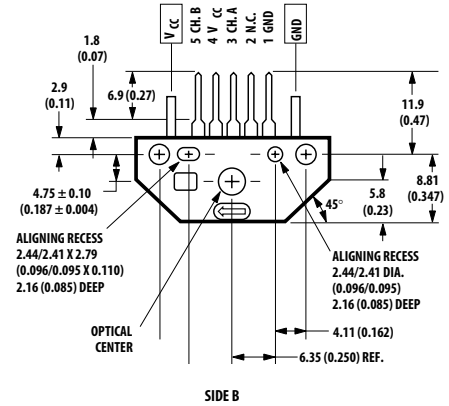 V CC
5 CH. B
4 V CC
3 CH. A
2 N.C.
1 GND
GND
1.8
(0.07)
2.9
(0.11)
6.9 (0.27)
11.9
(0.47)
4.75 ± 0.10
(0.187 ± 0.004)
5.8
(0.23)
8.81
(0.347)
45°
ALIGNING RECESS
2.44/2.41 X 2.79
(0.096/0.095 X 0.110)
2.16 (0.085) DEEP
ALIGNING RECESS
2.44/2.41 DIA.
(0.096/0.095)
2.16 (0.085) DEEP
OPTICAL
CENTER
4.11 (0.162)
6.35 (0.250) REF.
SIDE B